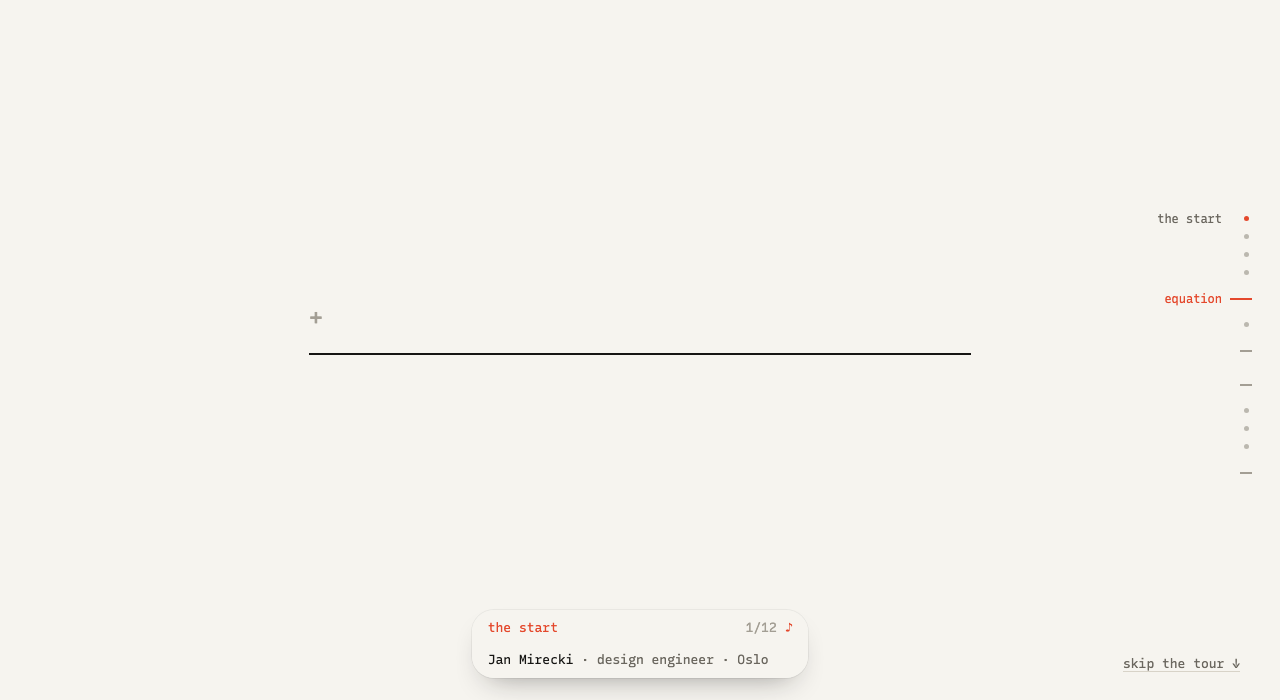 the start
equation
+
the start 1/12 ♪
Jan Mirecki · design engineer · Oslo
skip the tour ↓